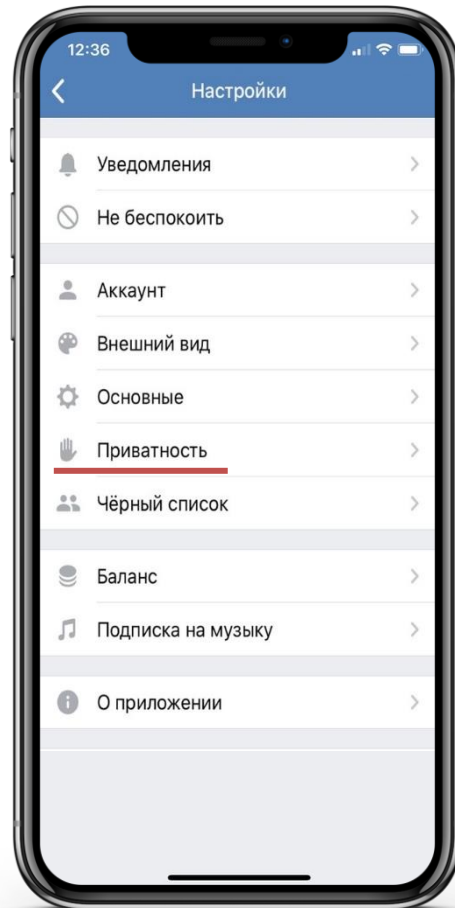 12:36
Настройки
Уведомления
Не беспокоить
Аккаунт
Внешний вид
Основные
Приватность
Чёрный список
Баланс
Подписка на музыку
О приложении